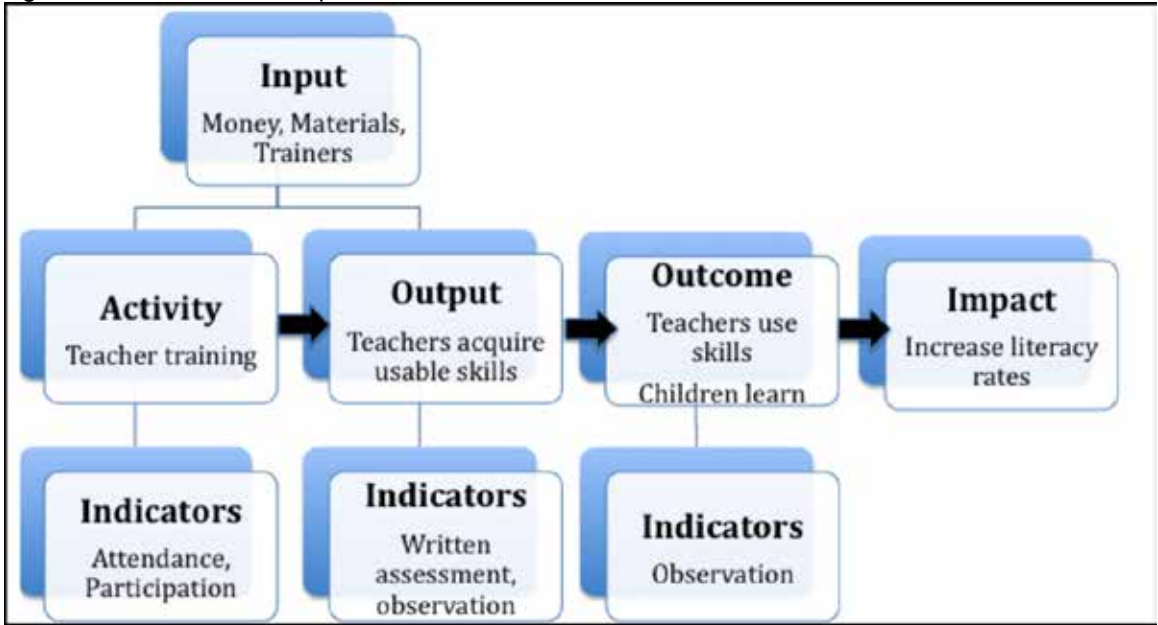 Input
Money, Materials,
Trainers
Activity
Teacher training
Output
Teachers acquire
usable skills
Outcome
Teachers use
skills
Children learn
Impact
Increase literacy
rates
Indicators
Attendance,
Participation
Indicators
Written
assessment,
observation
Indicators
Observation